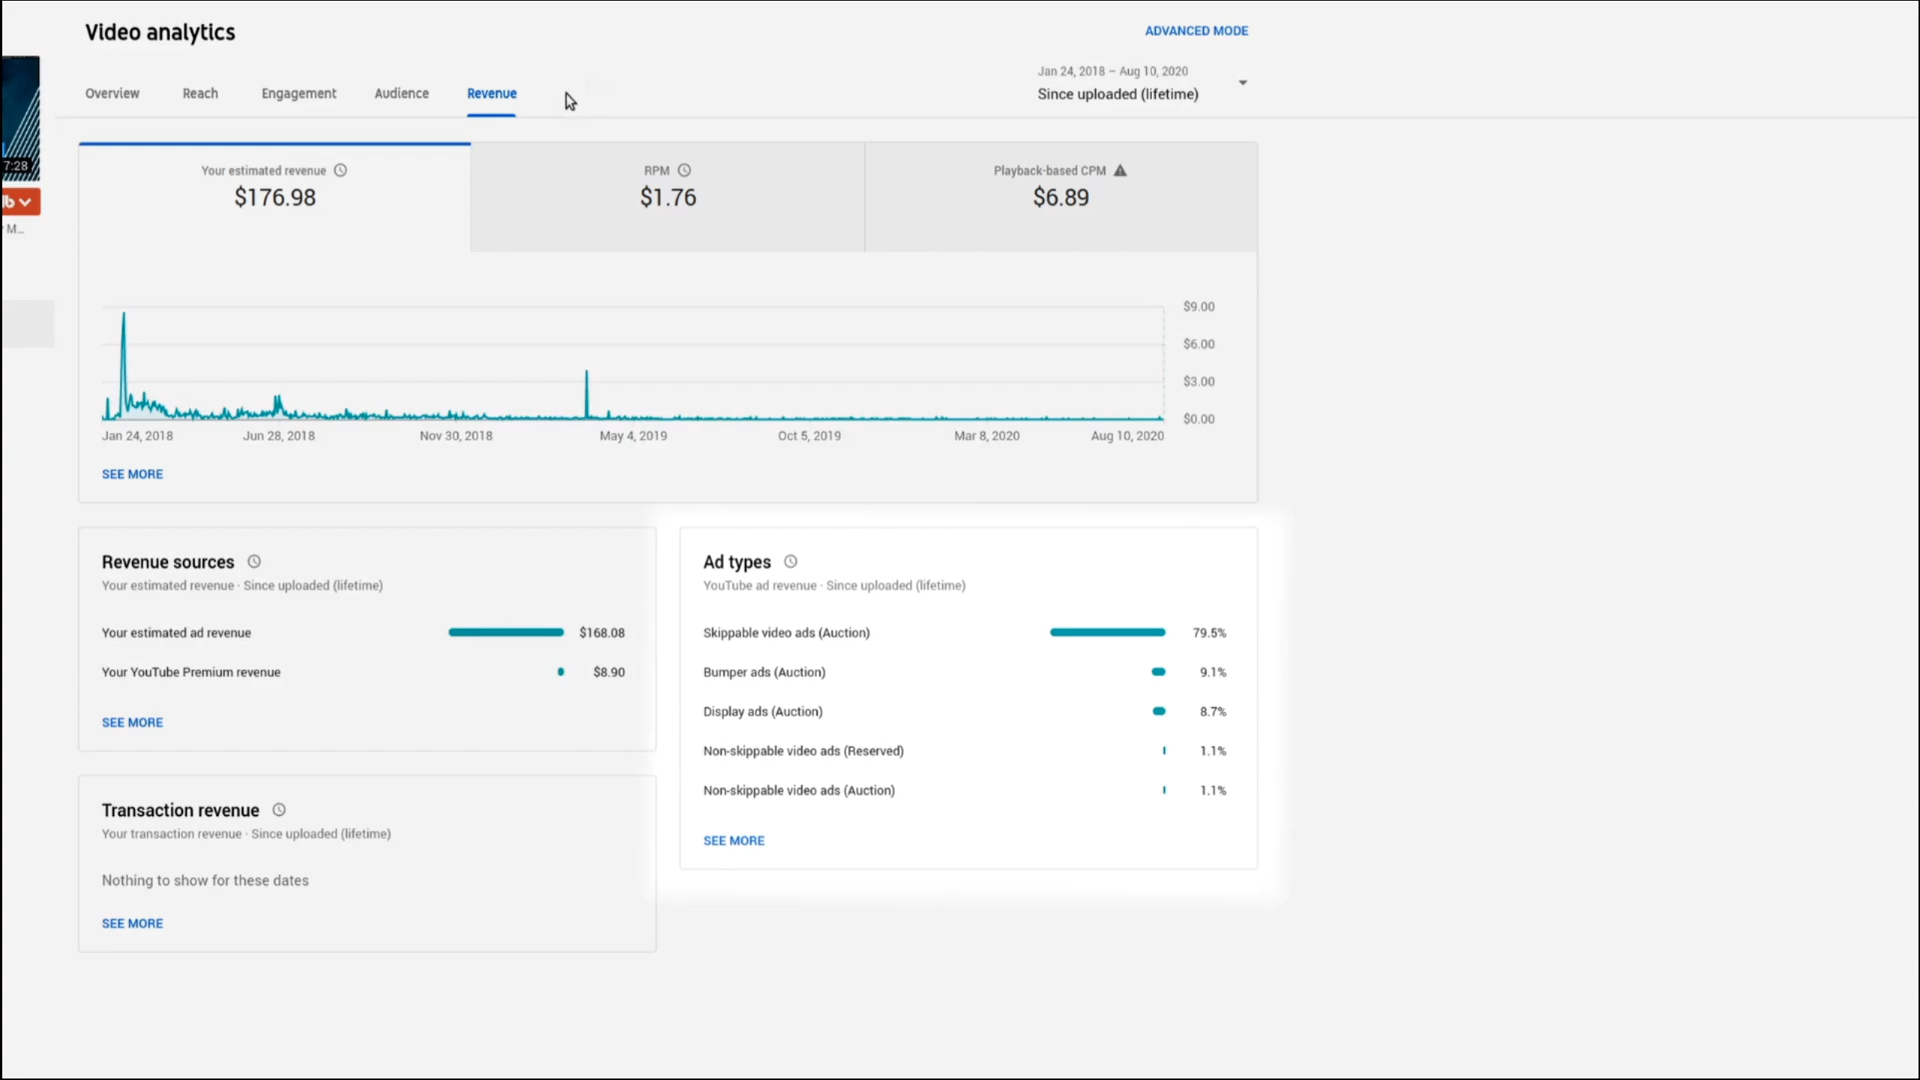 Video analytics
ADVANCED MODE
Jan 24, 2018 – Aug 10, 2020
Since uploaded (lifetime)
Overview Reach Engagement Audience Revenue
7:28
M...
Your estimated revenue
$176.98
RPM
$1.76
Playback-based CPM
$6.89
$9.00
$6.00
$3.00
$0.00
Jan 24, 2018 Jun 28, 2018 Nov 30, 2018 May 4, 2019 Oct 5, 2019 Mar 8, 2020 Aug 10, 2020
SEE MORE
Revenue sources
Your estimated revenue · Since uploaded (lifetime)
Your estimated ad revenue $168.08
Your YouTube Premium revenue $8.90
SEE MORE
Ad types
YouTube ad revenue · Since uploaded (lifetime)
Skippable video ads (Auction) 79.5%
Bumper ads (Auction) 9.1%
Display ads (Auction) 8.7%
Non-skippable video ads (Reserved) 1.1%
Non-skippable video ads (Auction) 1.1%
SEE MORE
Transaction revenue
Your transaction revenue · Since uploaded (lifetime)
Nothing to show for these dates
SEE MORE